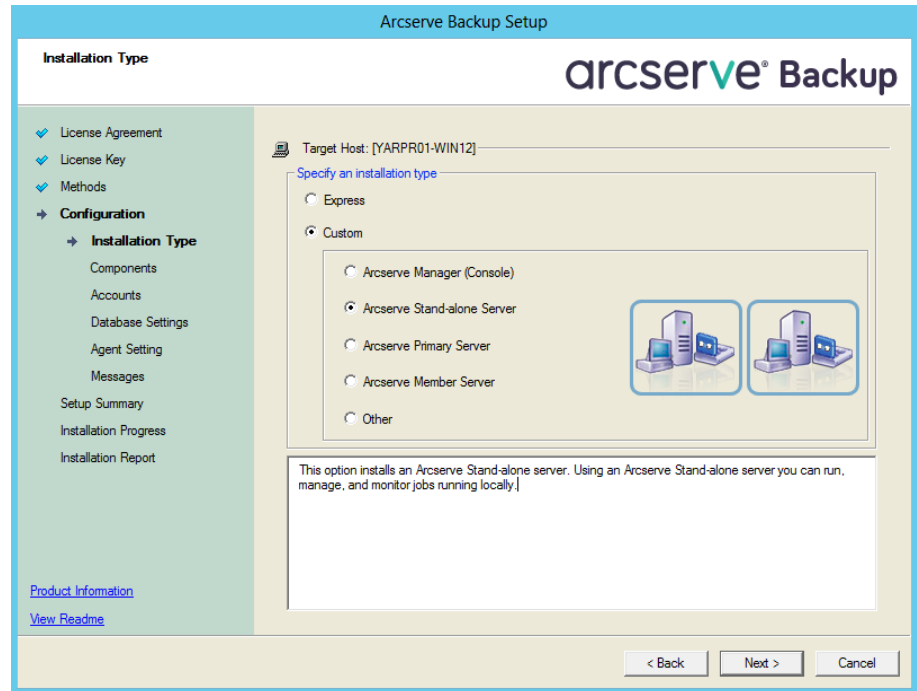 Arcserve Backup Setup
Installation Type
arcserve® Backup
License Agreement
License Key
Methods
Configuration
Installation Type
Components
Accounts
Database Settings
Agent Setting
Messages
Setup Summary
Installation Progress
Installation Report
Product Information
View Readme
Target Host: [YARPR01-WIN12]
Specify an installation type
Express
Custom
Arcserve Manager (Console)
Arcserve Stand-alone Server
Arcserve Primary Server
Arcserve Member Server
Other
This option installs an Arcserve Stand-alone server. Using an Arcserve Stand-alone server you can run,
manage, and monitor jobs running locally.
< Back
Next >
Cancel